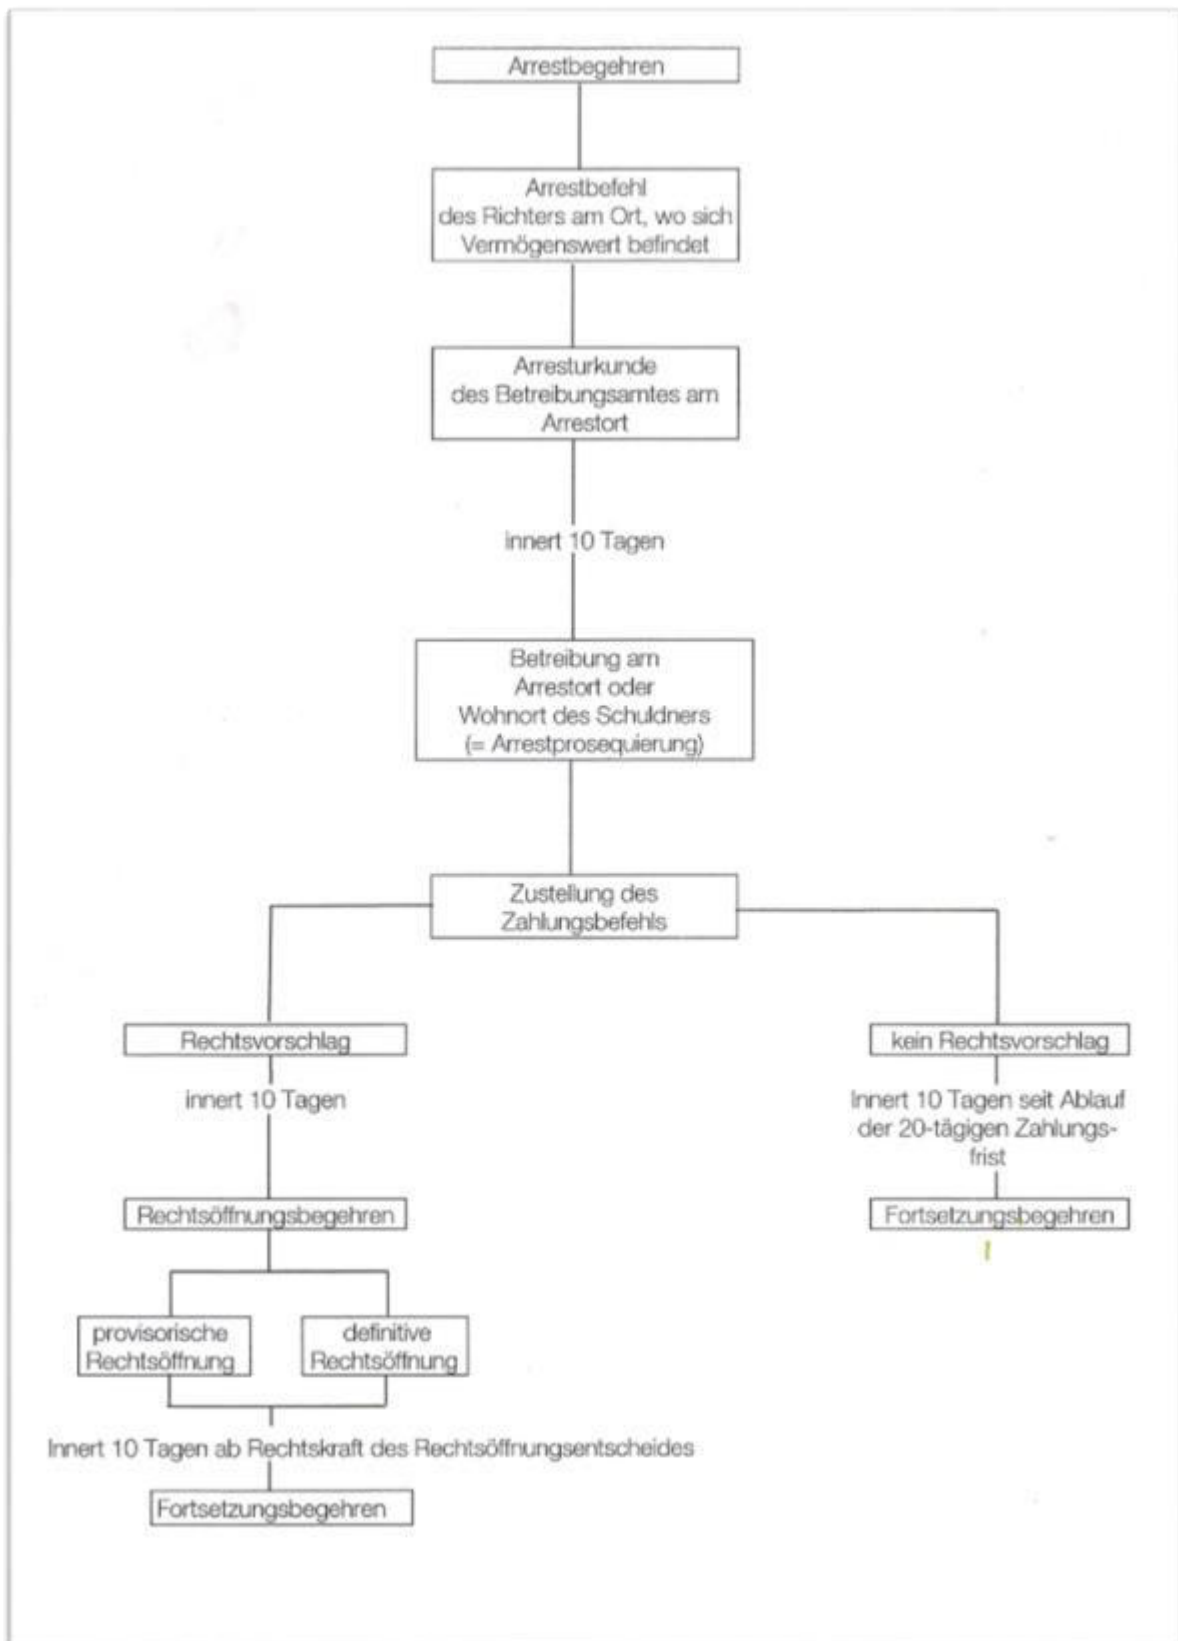 Arrestbegehren
Arrestbefehl
des Richters am Ort, wo sich
Vermögenswert befindet
Arresturkunde
des Betreibungsamtes am
Arrestort
innert 10 Tagen
Betreibung am
Arrestort oder
Wohnort des Schuldners
(= Arrestprosequierung)
Zustellung des
Zahlungsbefehls
Rechtsvorschlag
innert 10 Tagen
Rechtsöffnungsbegehren
provisorische
Rechtsöffnung
definitive
Rechtsöffnung
Innert 10 Tagen ab Rechtskraft des Rechtsöffnungsentscheides
Fortsetzungsbegehren
kein Rechtsvorschlag
Innert 10 Tagen seit Ablauf
der 20-tägigen Zahlungs-
frist
Fortsetzungsbegehren